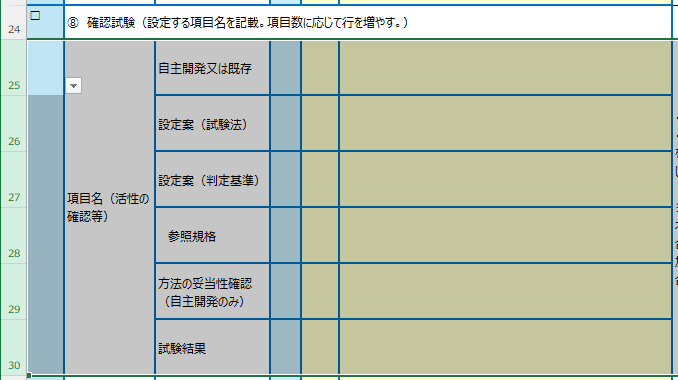 24
□
⑧ 確認試験（設定する項目名を記載。項目数に応じて行を増やす。）
25
自主開発又は既存
26
設定案（試験法）
27
設定案（判定基準）
項目名（活性の
確認等）
28
参照規格
29
方法の妥当性確認
（自主開発のみ）
30
試験結果